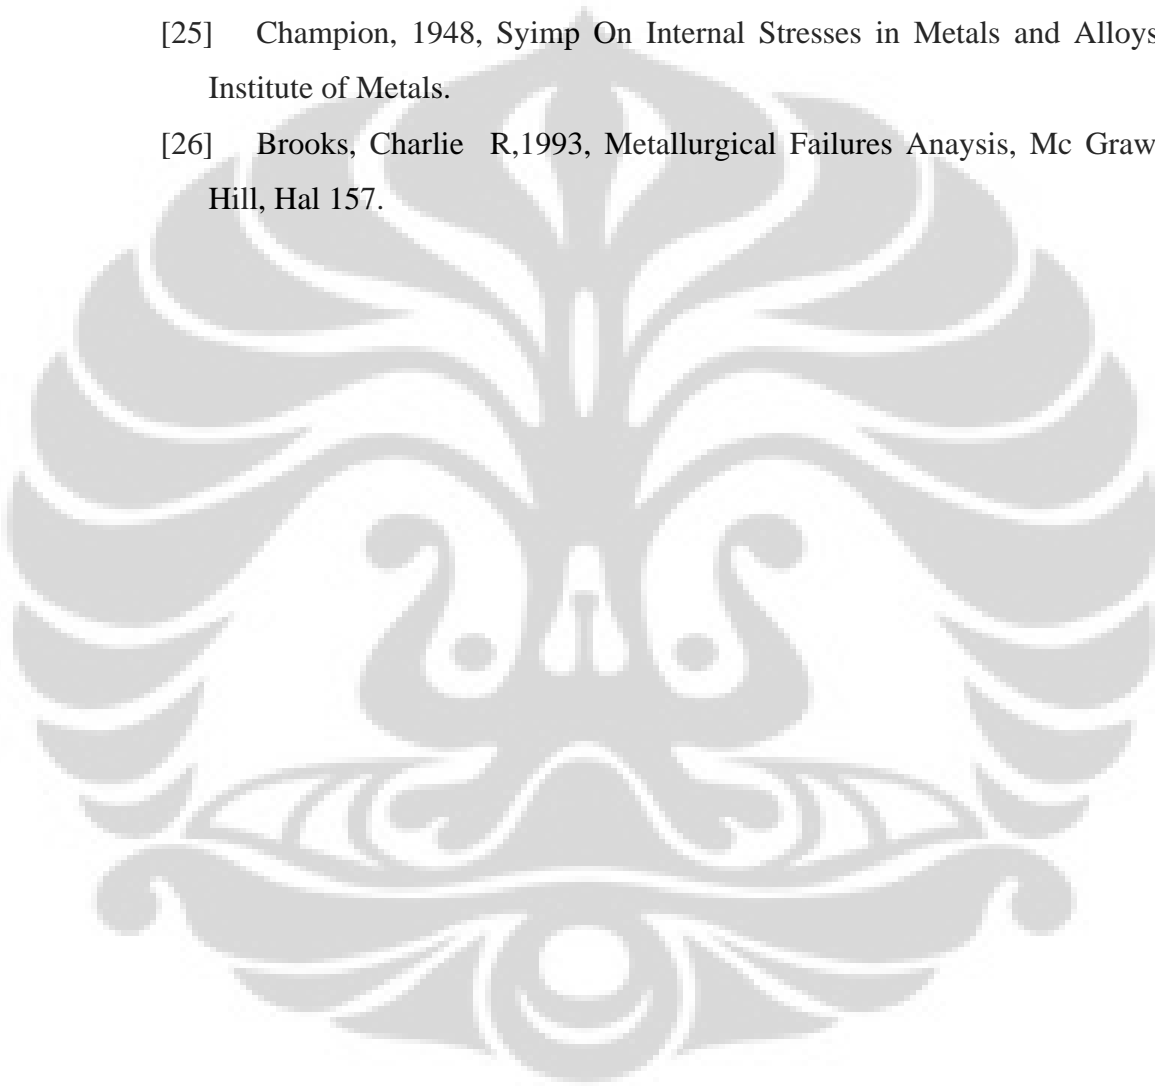 [25] Champion, 1948, Syimp On Internal Stresses in Metals and Alloys
Institute of Metals.
[26] Brooks, Charlie R,1993, Metallurgical Failures Anaysis, Mc Graw
Hill, Hal 157.